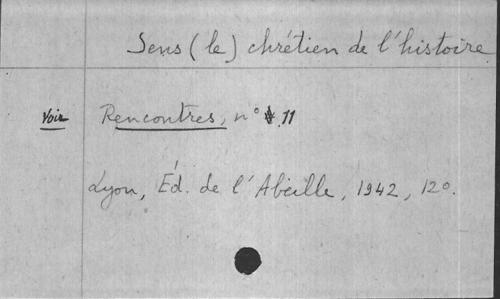 Sens (le) chrétien de l'histoire
Voir Rencontres, n° 11
Lyon, Éd. de l'Abeille, 1942, 12°.